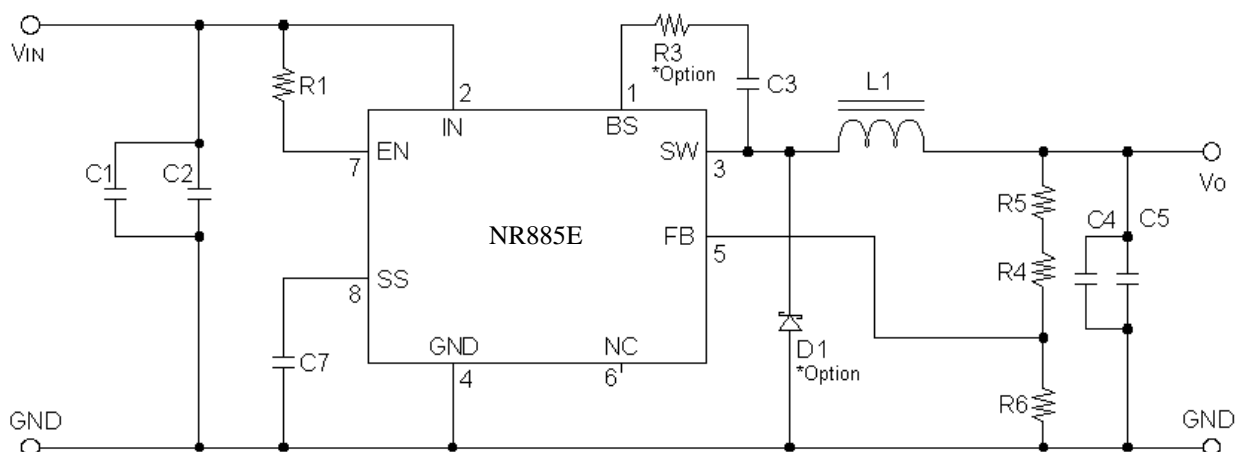 VIN
R1
2
IN
1
BS
R3
*Option
C3
L1
EN
7
SW
3
Vo
C1
C2
NR885E
FB
5
R5
R4
C4
C5
SS
8
C7
GND
4
NC
6
D1
*Option
R6
GND
GND